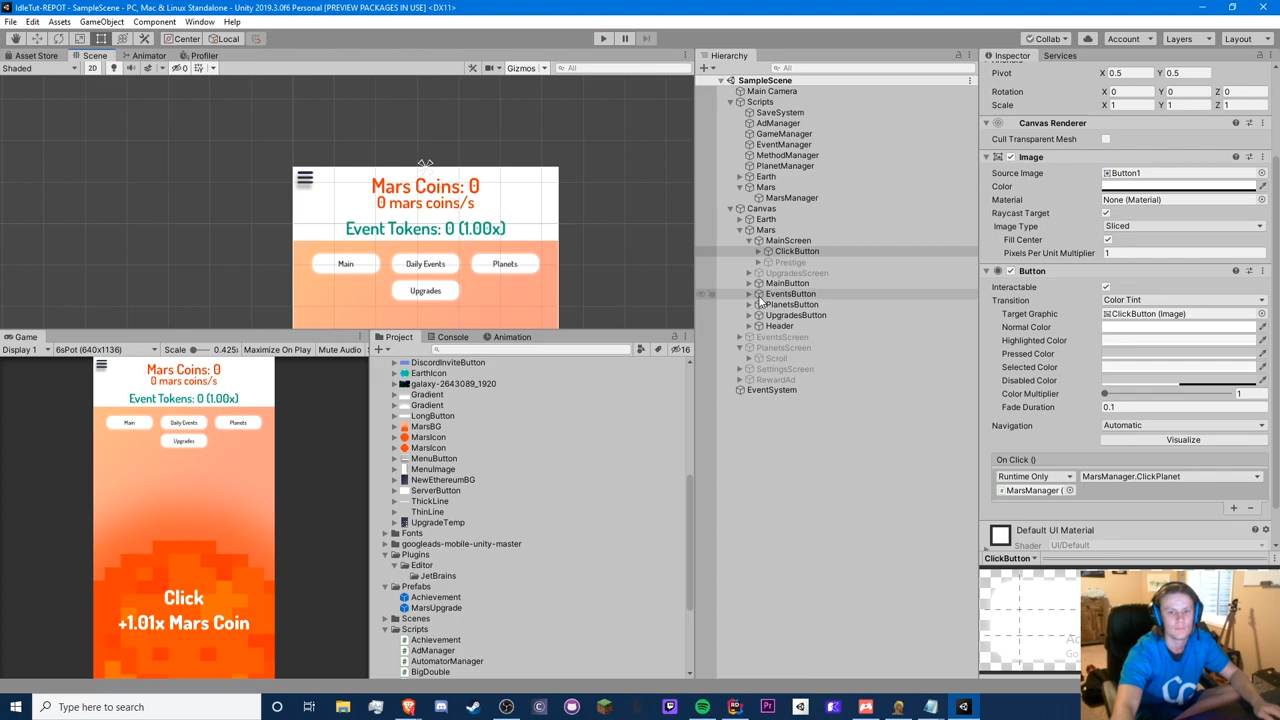 IdleTut-REPOT - SampleScene - PC, Mac & Linux Standalone - Unity 2019.3.0f6 Personal [PREVIEW PACKAGES IN USE] <DX11>
File Edit Assets GameObject Component Window Help
Center Local Collab Account Layers Layout
Asset Store Scene Animator Profiler
Shaded 2D Gizmos All
Mars Coins: 0
0 mars coins/s
Event Tokens: 0 (1.00x)
Main Daily Events Planets
Upgrades
Game
Display 1 6Spot (640x1136) Scale 0.425 Maximize On Play Mute Audio
Mars Coins: 0
0 mars coins/s
Event Tokens: 0 (1.00x)
Main Daily Events Planets
Upgrades
Click
+1.01x Mars Coin
Project Console Animation
16
DiscordInviteButton
EarthIcon
galaxy-2643089_1920
Gradient
Gradient
LongButton
MarsBG
MarsIcon
MarsIcon
MenuButton
MenuImage
NewEthereumBG
ServerButton
ThickLine
ThinLine
UpgradeTemp
Fonts
googleads-mobile-unity-master
Plugins
Editor
JetBrains
Prefabs
Achievement
MarsUpgrade
Scenes
Scripts
Achievement
AdManager
AutomatorManager
BigDouble
Hierarchy
All
SampleScene
Main Camera
Scripts
SaveSystem
AdManager
GameManager
EventManager
MethodManager
PlanetManager
Earth
Mars
MarsManager
Canvas
Earth
Mars
MainScreen
ClickButton
Prestige
UpgradesScreen
MainButton
EventsButton
PlanetsButton
UpgradesButton
Header
EventsScreen
PlanetsScreen
Scroll
SettingsScreen
RewardAd
EventSystem
Inspector Services
Pivot X 0.5 Y 0.5
Rotation X 0 Y 0 Z 0
Scale X 1 Y 1 Z 1
Canvas Renderer
Cull Transparent Mesh
Image
Source Image Button1
Color
Material None (Material)
Raycast Target
Image Type Sliced
Fill Center
Pixels Per Unit Multiplier 1
Button
Interactable
Transition Color Tint
Target Graphic ClickButton (Image)
Normal Color
Highlighted Color
Pressed Color
Selected Color
Disabled Color
Color Multiplier 1
Fade Duration 0.1
Navigation Automatic
Visualize
On Click ()
Runtime Only MarsManager.ClickPlanet
MarsManager (
Default UI Material
Shader UI/Default
ClickButton
Type here to search